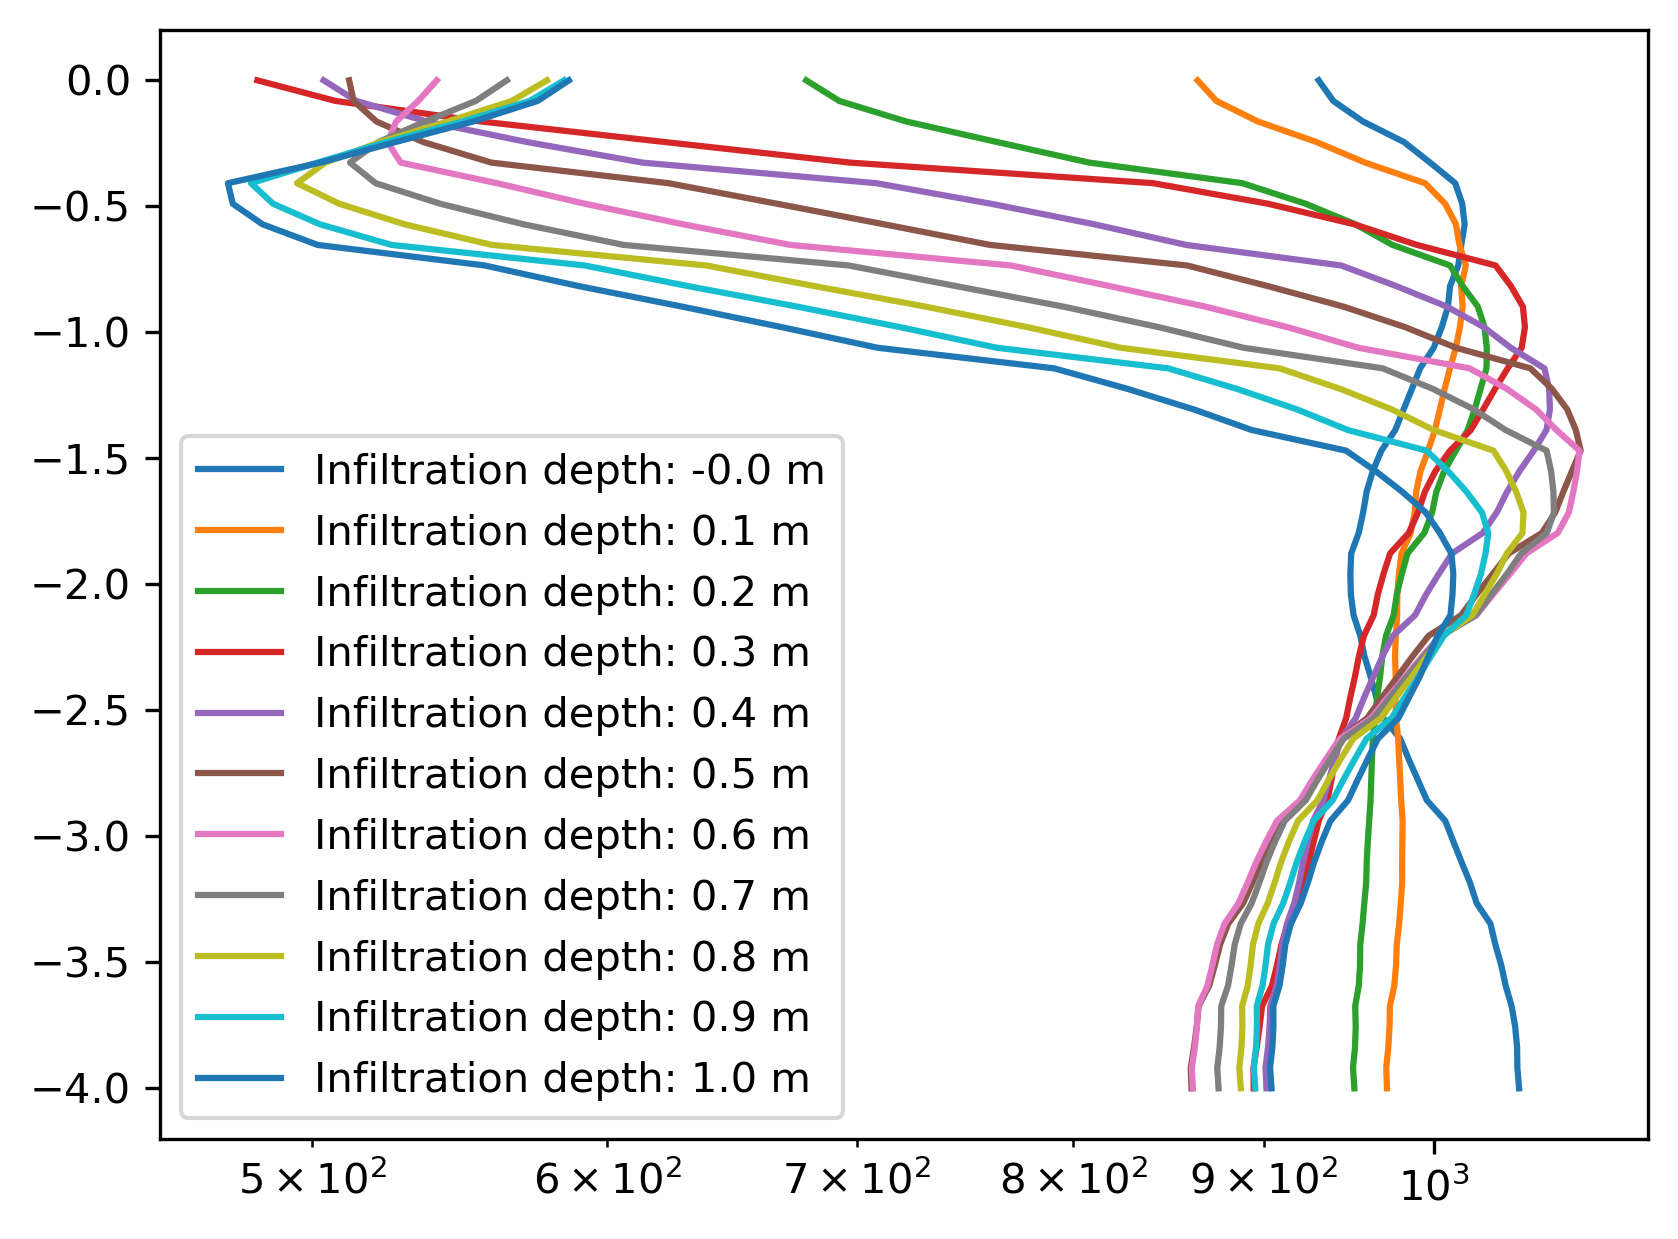 0.0
−0.5
−1.0
−1.5
−2.0
−2.5
−3.0
−3.5
−4.0
Infiltration depth: -0.0 m
Infiltration depth: 0.1 m
Infiltration depth: 0.2 m
Infiltration depth: 0.3 m
Infiltration depth: 0.4 m
Infiltration depth: 0.5 m
Infiltration depth: 0.6 m
Infiltration depth: 0.7 m
Infiltration depth: 0.8 m
Infiltration depth: 0.9 m
Infiltration depth: 1.0 m
5 × 10² 6 × 10² 7 × 10² 8 × 10² 9 × 10² 10³